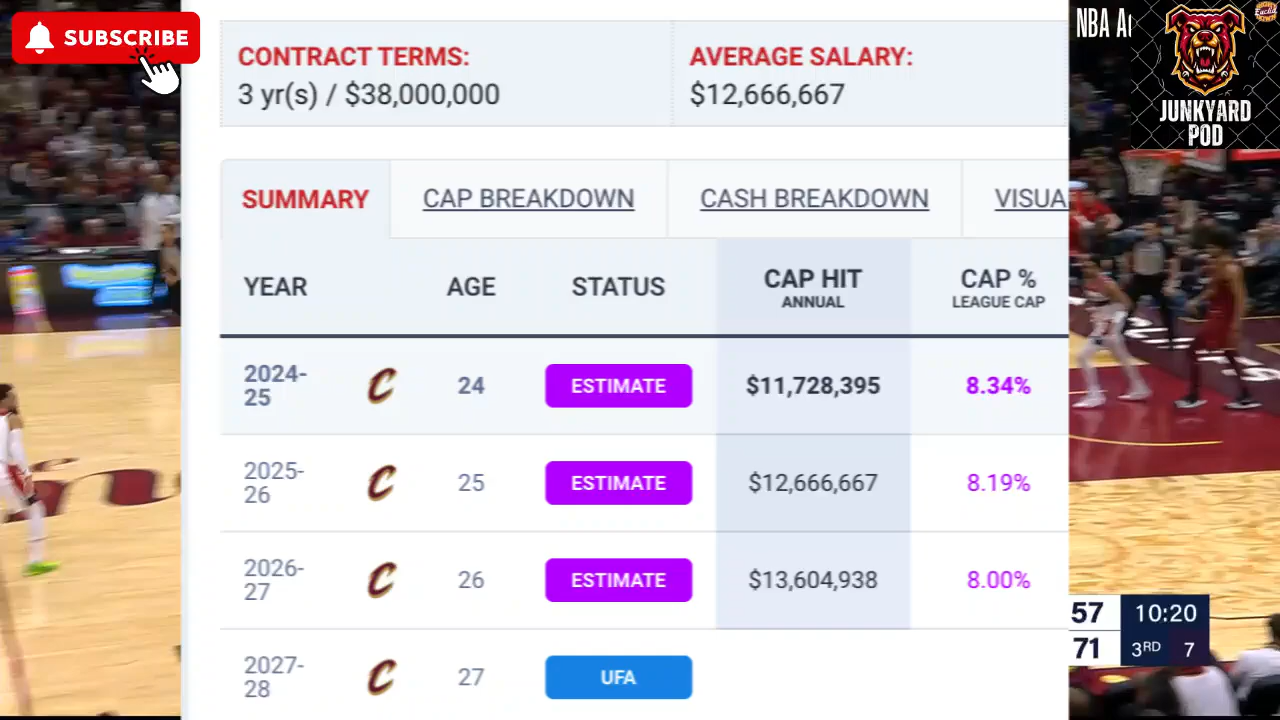 SUBSCRIBE
CONTRACT TERMS:
3 yr(s) / $38,000,000
AVERAGE SALARY:
$12,666,667
NBA
JUNKYARD
POD
SUMMARY
CAP BREAKDOWN
CASH BREAKDOWN
VISUA
YEAR
AGE
STATUS
CAP HIT
ANNUAL
CAP %
LEAGUE CAP
2024-
25
C
24
ESTIMATE
$11,728,395
8.34%
2025-
26
C
25
ESTIMATE
$12,666,667
8.19%
2026-
27
C
26
ESTIMATE
$13,604,938
8.00%
2027-
28
C
27
UFA
57
10:20
71
3RD
7